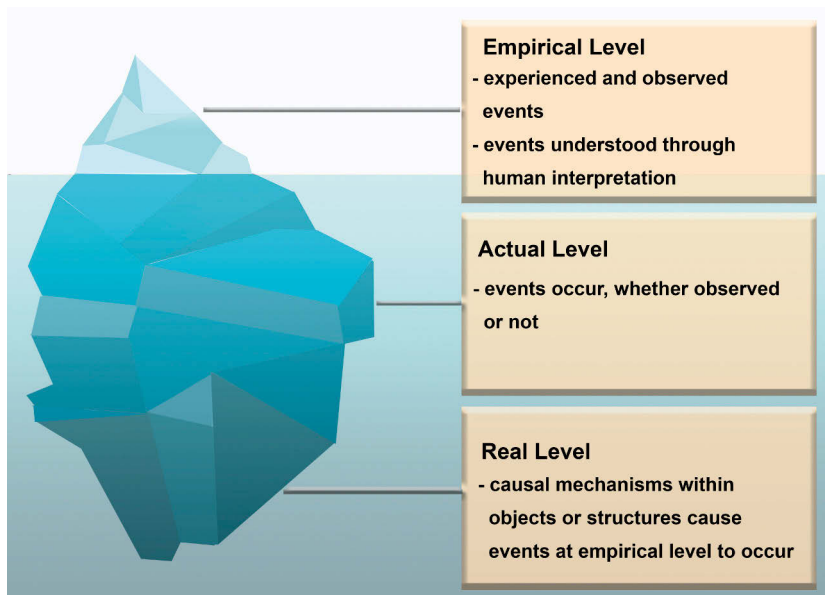 Empirical Level
- experienced and observed
events
- events understood through
human interpretation
Actual Level
- events occur, whether observed
or not
Real Level
- causal mechanisms within
objects or structures cause
events at empirical level to occur